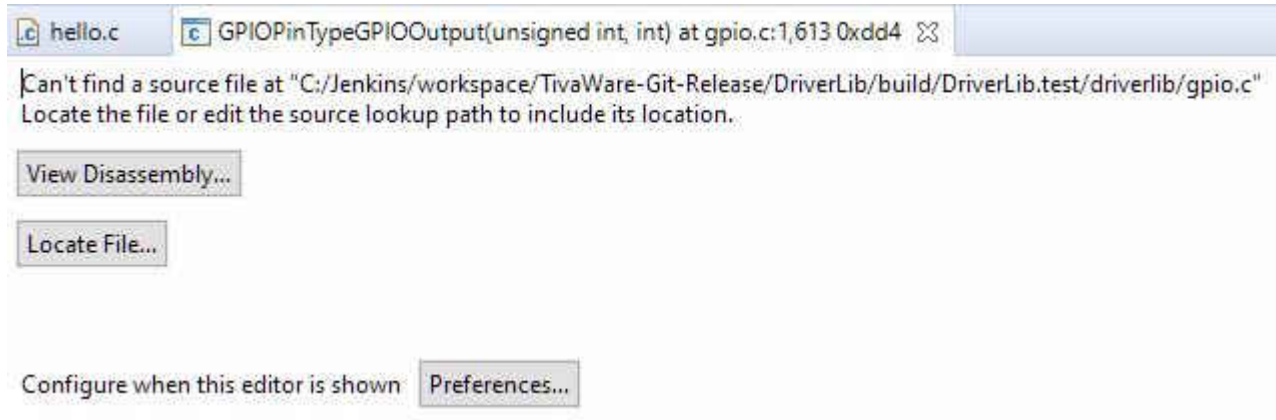 hello.c GPIOPinTypeGPIOOutput(unsigned int, int) at gpio.c:1,613 0xdd4
Can't find a source file at "C:/Jenkins/workspace/TivaWare-Git-Release/DriverLib/build/DriverLib.test/driverlib/gpio.c"
Locate the file or edit the source lookup path to include its location.
View Disassembly...
Locate File...
Configure when this editor is shown Preferences...